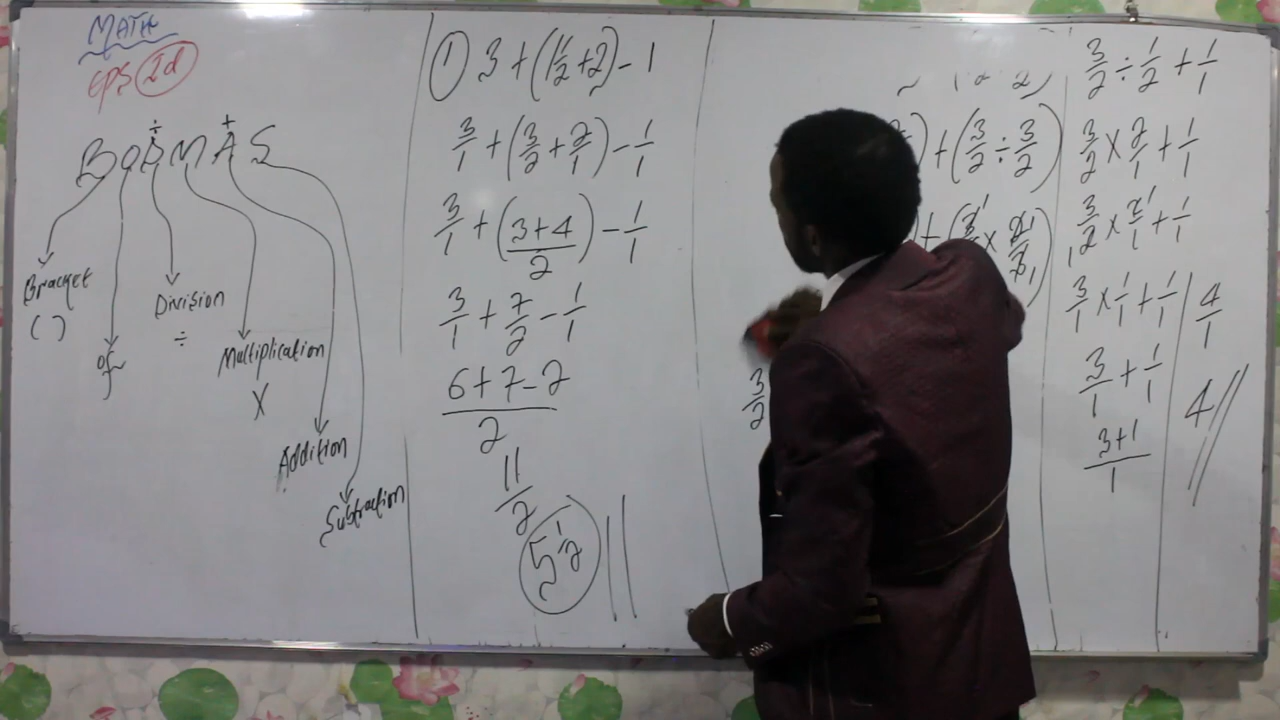 MATH
EPS 2d
÷ +
BODMAS
Bracket
( )
of
Division
÷
Multiplication
X
Addition
Subtraction
① 3 + (1 1/2 + 2) - 1
3/1 + (3/2 + 2/1) - 1/1
3/1 + ((3+4)/2) - 1/1
3/1 + 7/2 - 1/1
(6+7-2)/2
11/2
5 1/2
) + (3/2 ÷ 3/2)
3/2
3/2 ÷ 1/2 + 1/1
3/2 × 2/1 + 1/1
3/2 × 2/1 + 1/1
3/1 × 1/1 + 1/1
3/1 + 1/1
(3+1)/1
4/1
4